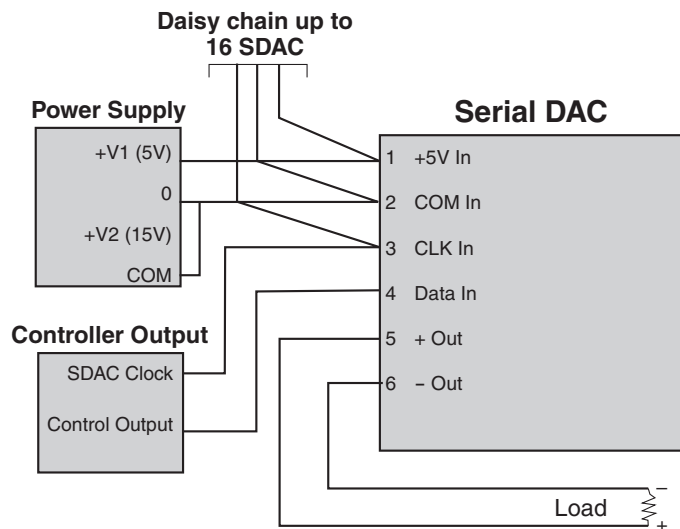 Daisy chain up to
16 SDAC
Power Supply
+V1 (5V)
0
+V2 (15V)
COM
Serial DAC
1 +5V In
2 COM In
3 CLK In
4 Data In
5 + Out
6 – Out
Controller Output
SDAC Clock
Control Output
Load
–
+